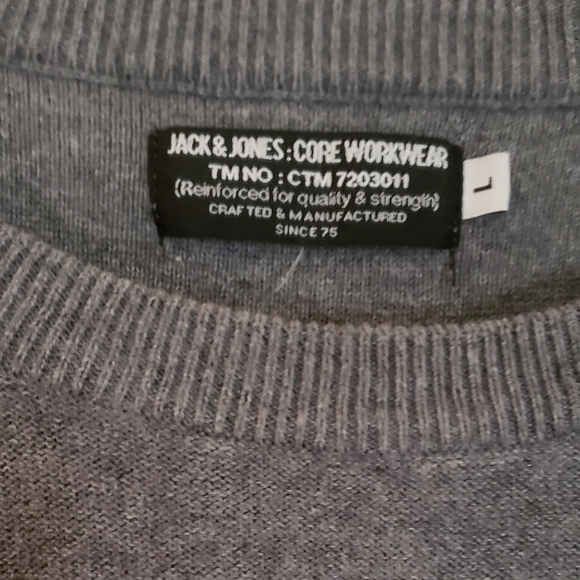 JACK & JONES : CORE WORKWEAR
TM NO : CTM 7203011
(Reinforced for quality & strength)
CRAFTED & MANUFACTURED
SINCE 75
L